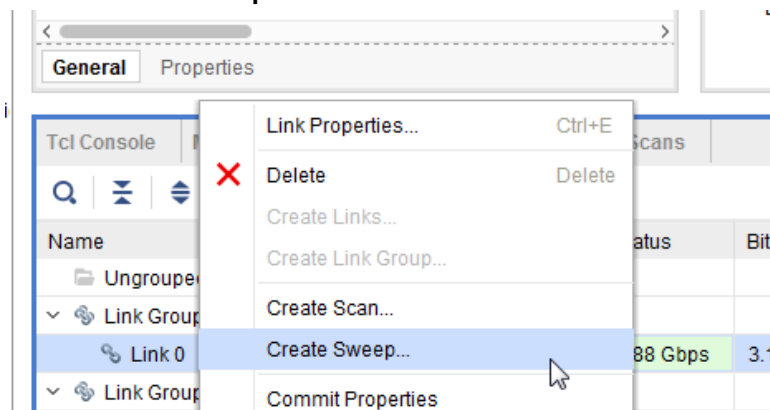 General Properties
Link Properties... Ctrl+E
Tcl Console Scans
Delete Delete
Create Links...
Create Link Group...
Name Bit
Ungroupe
Create Scan...
Link Group
Create Sweep...
Link 0 88 Gbps 3.1
Link Group
Commit Properties